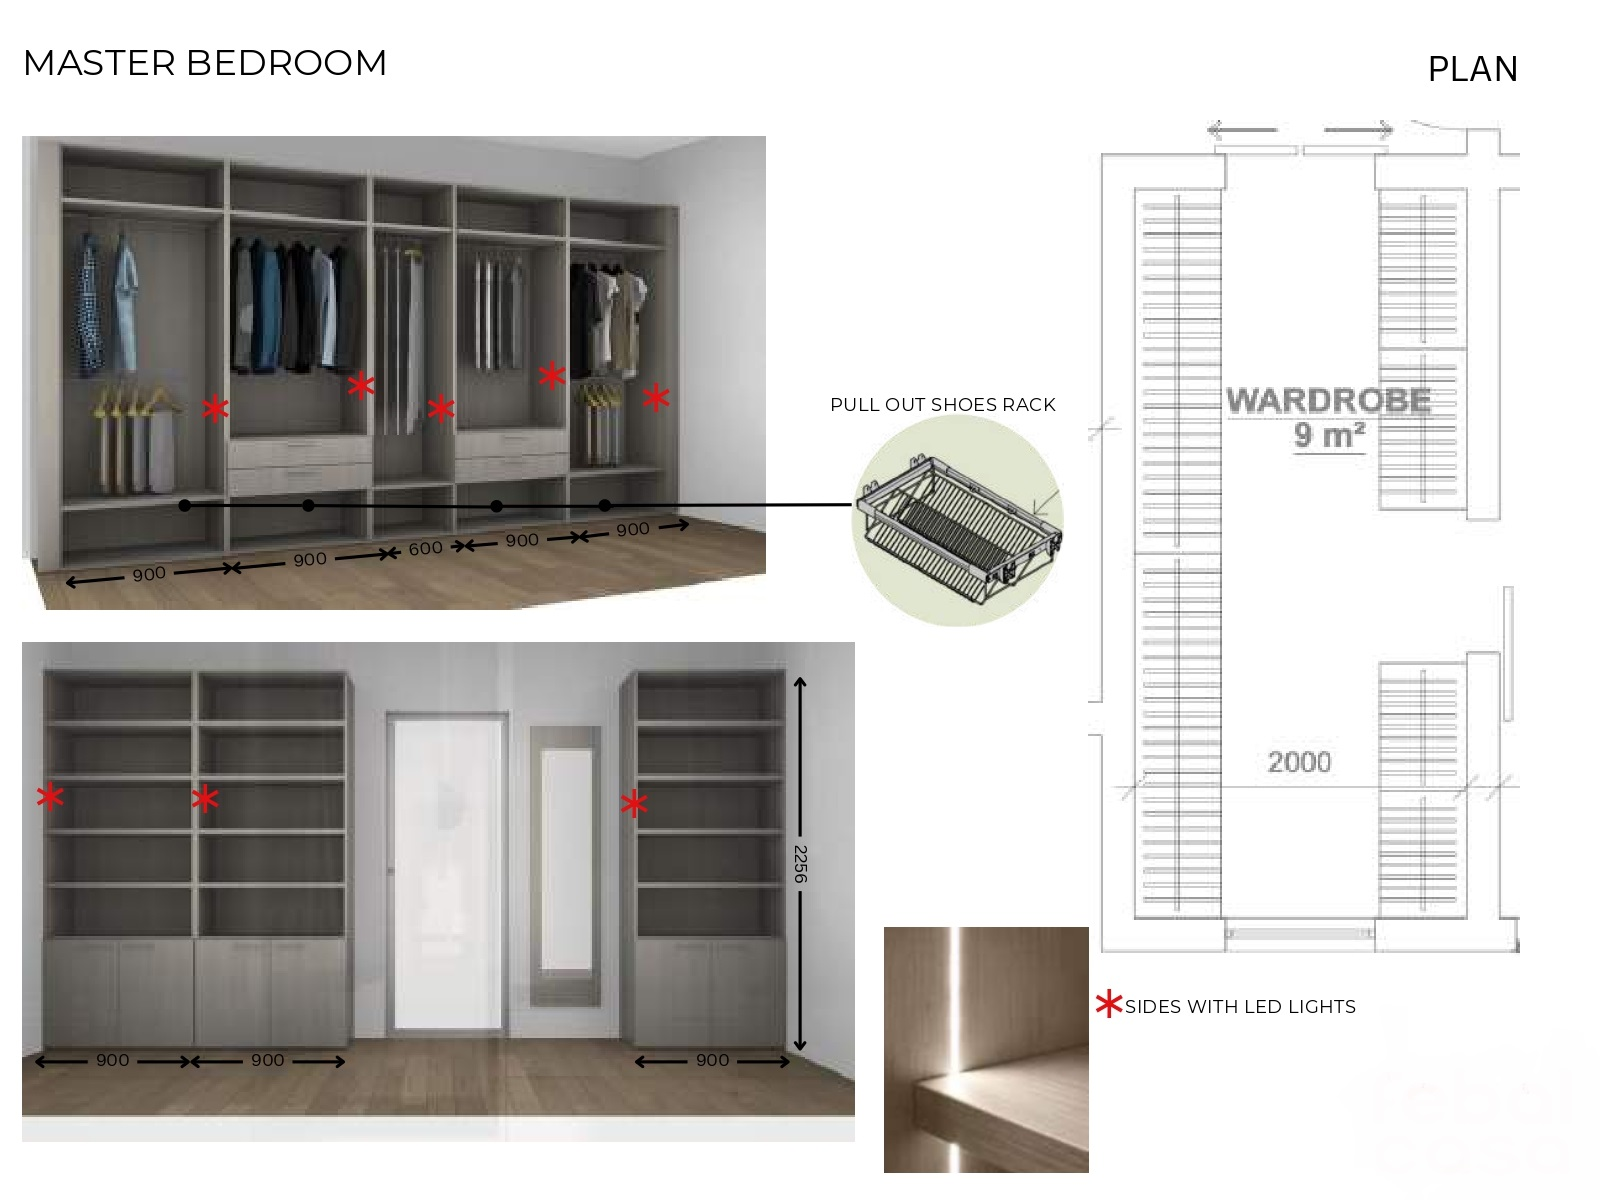 MASTER BEDROOM
PLAN
PULL OUT SHOES RACK
WARDROBE
9 m²
900
900
600
900
900
2000
2256
900
900
900
SIDES WITH LED LIGHTS